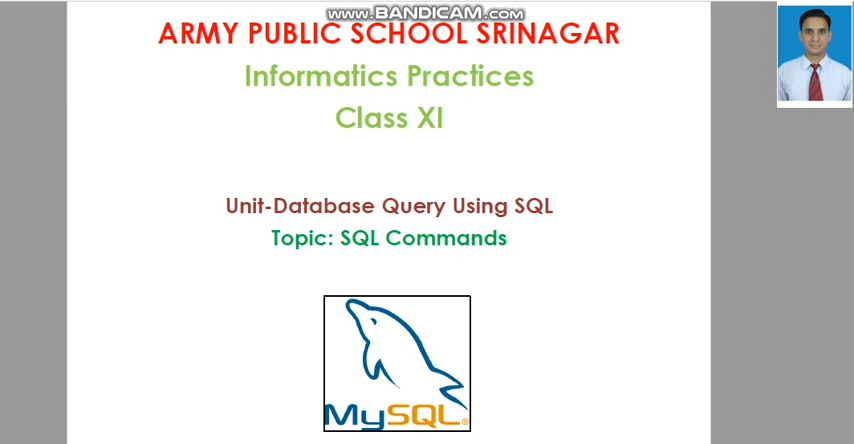 www.BANDICAM.com
ARMY PUBLIC SCHOOL SRINAGAR
Informatics Practices
Class XI
Unit-Database Query Using SQL
Topic: SQL Commands
MySQL®